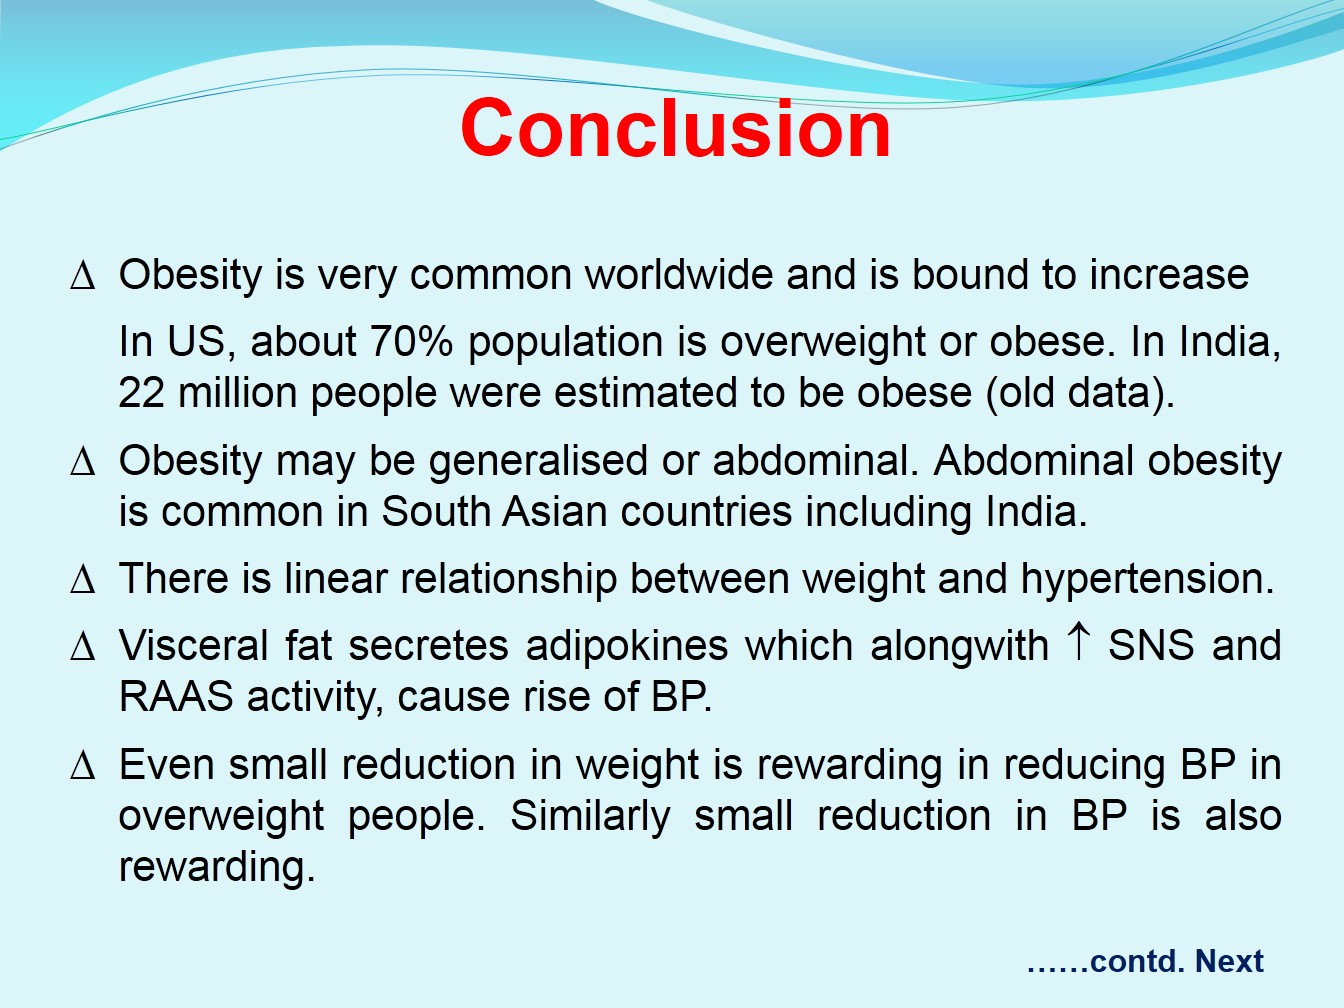 Conclusion
Δ Obesity is very common worldwide and is bound to increase
In US, about 70% population is overweight or obese. In India,
22 million people were estimated to be obese (old data).
Δ Obesity may be generalised or abdominal. Abdominal obesity
is common in South Asian countries including India.
Δ There is linear relationship between weight and hypertension.
Δ Visceral fat secretes adipokines which alongwith ↑ SNS and
RAAS activity, cause rise of BP.
Δ Even small reduction in weight is rewarding in reducing BP in
overweight people. Similarly small reduction in BP is also
rewarding.
……contd. Next